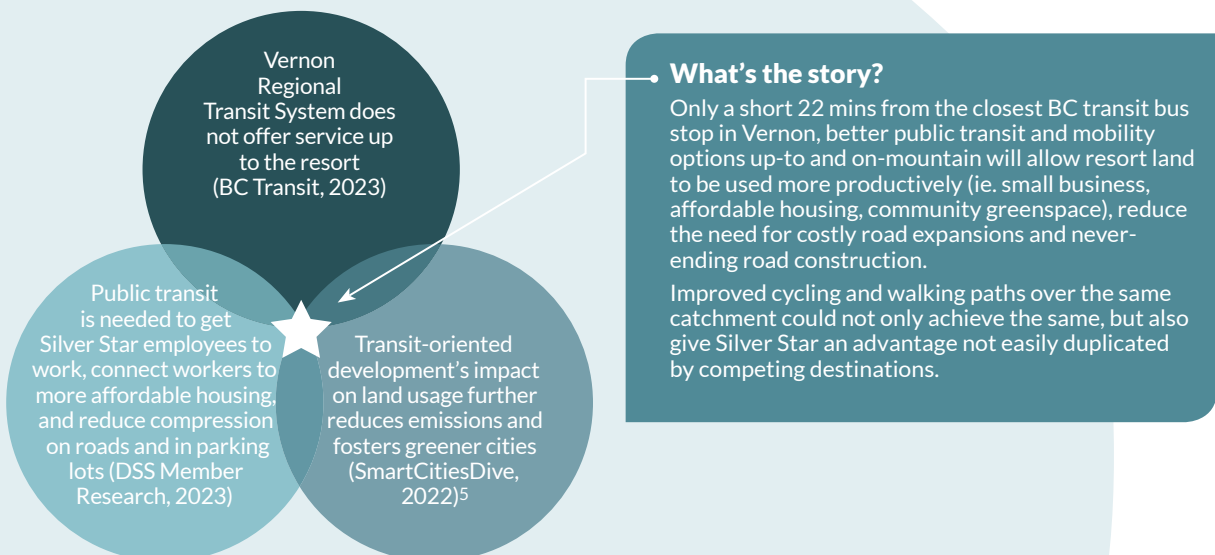 Vernon
Regional
Transit System does
not offer service up
to the resort
(BC Transit, 2023)
Public transit
is needed to get
Silver Star employees to
work, connect workers to
more affordable housing,
and reduce compression
on roads and in parking
lots (DSS Member
Research, 2023)
Transit-oriented
development's impact
on land usage further
reduces emissions and
fosters greener cities
(SmartCitiesDive,
2022)5
What's the story?
Only a short 22 mins from the closest BC transit bus
stop in Vernon, better public transit and mobility
options up-to and on-mountain will allow resort land
to be used more productively (ie. small business,
affordable housing, community greenspace), reduce
the need for costly road expansions and never-
ending road construction.
Improved cycling and walking paths over the same
catchment could not only achieve the same, but also
give Silver Star an advantage not easily duplicated
by competing destinations.